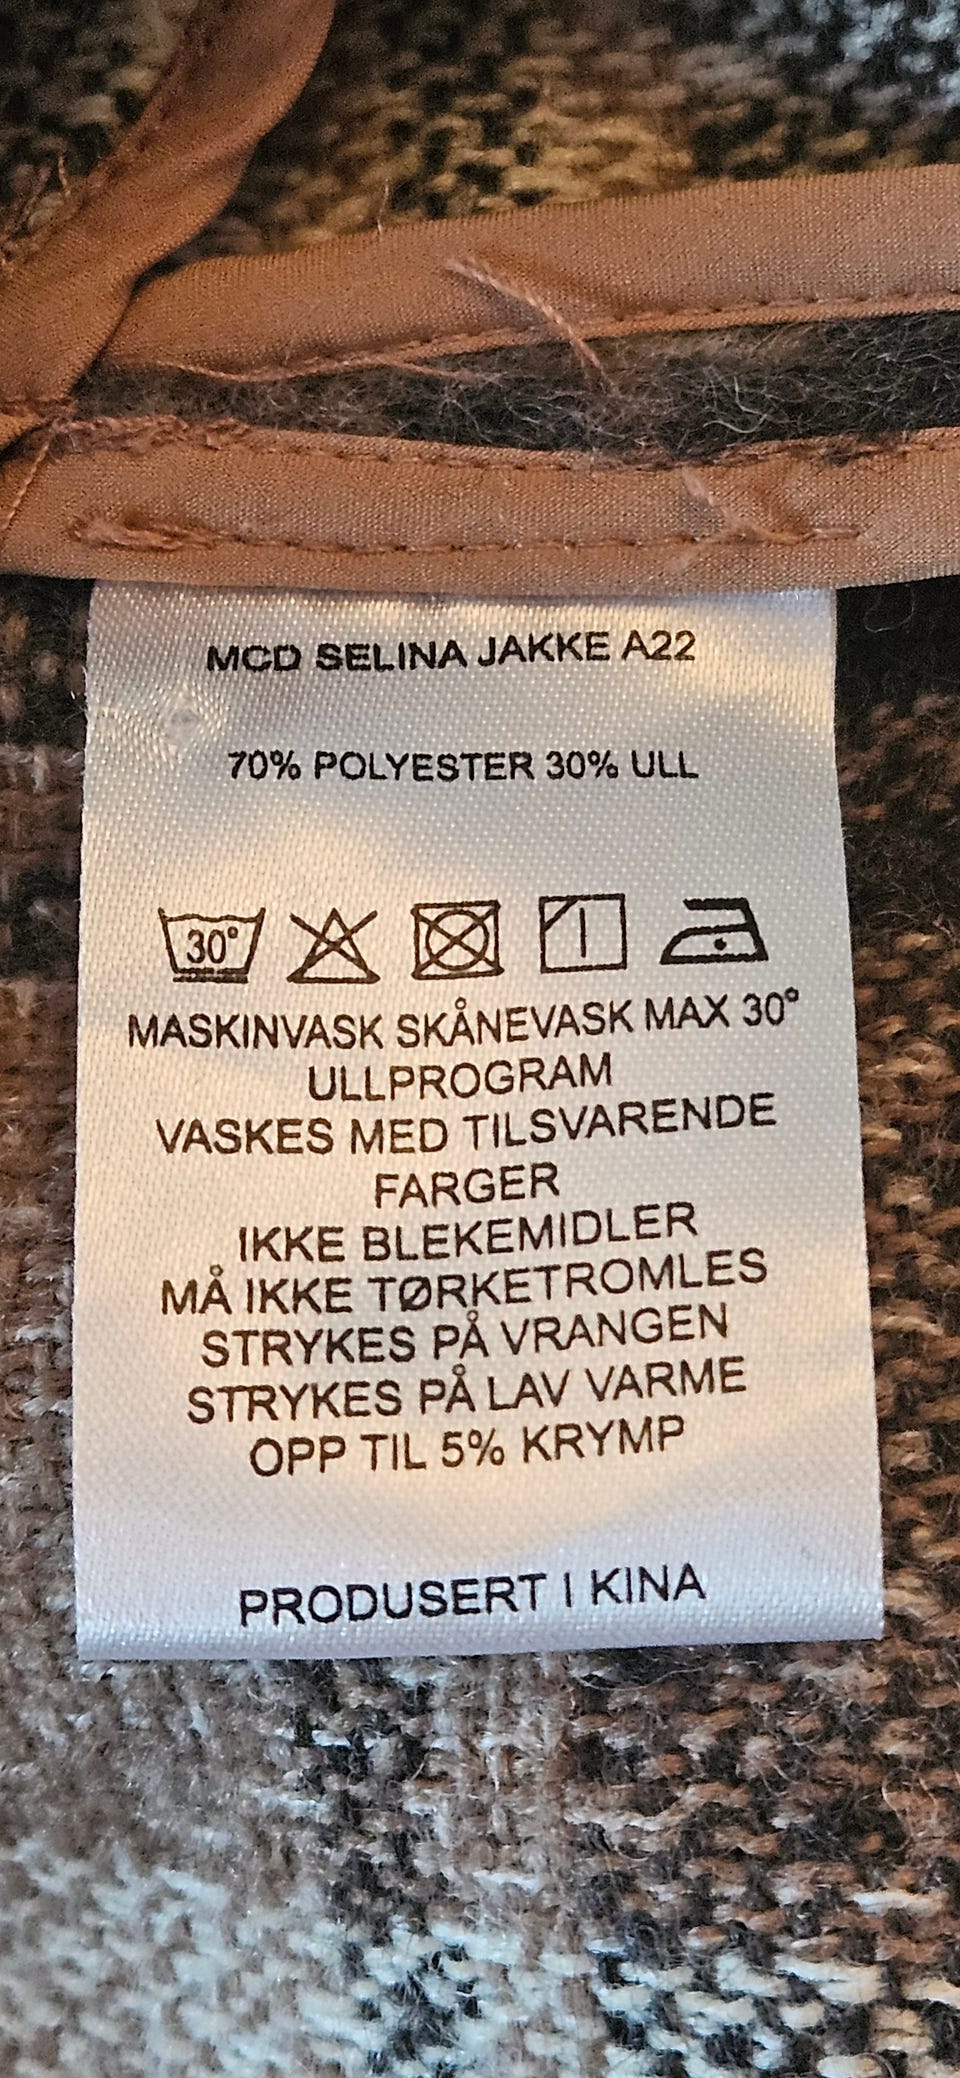 MCD SELINA JAKKE A22
70% POLYESTER 30% ULL
30°
MASKINVASK SKÅNEVASK MAX 30°
ULLPROGRAM
VASKES MED TILSVARENDE
FARGER
IKKE BLEKEMIDLER
MÅ IKKE TØRKETROMLES
STRYKES PÅ VRANGEN
STRYKES PÅ LAV VARME
OPP TIL 5% KRYMP
PRODUSERT I KINA